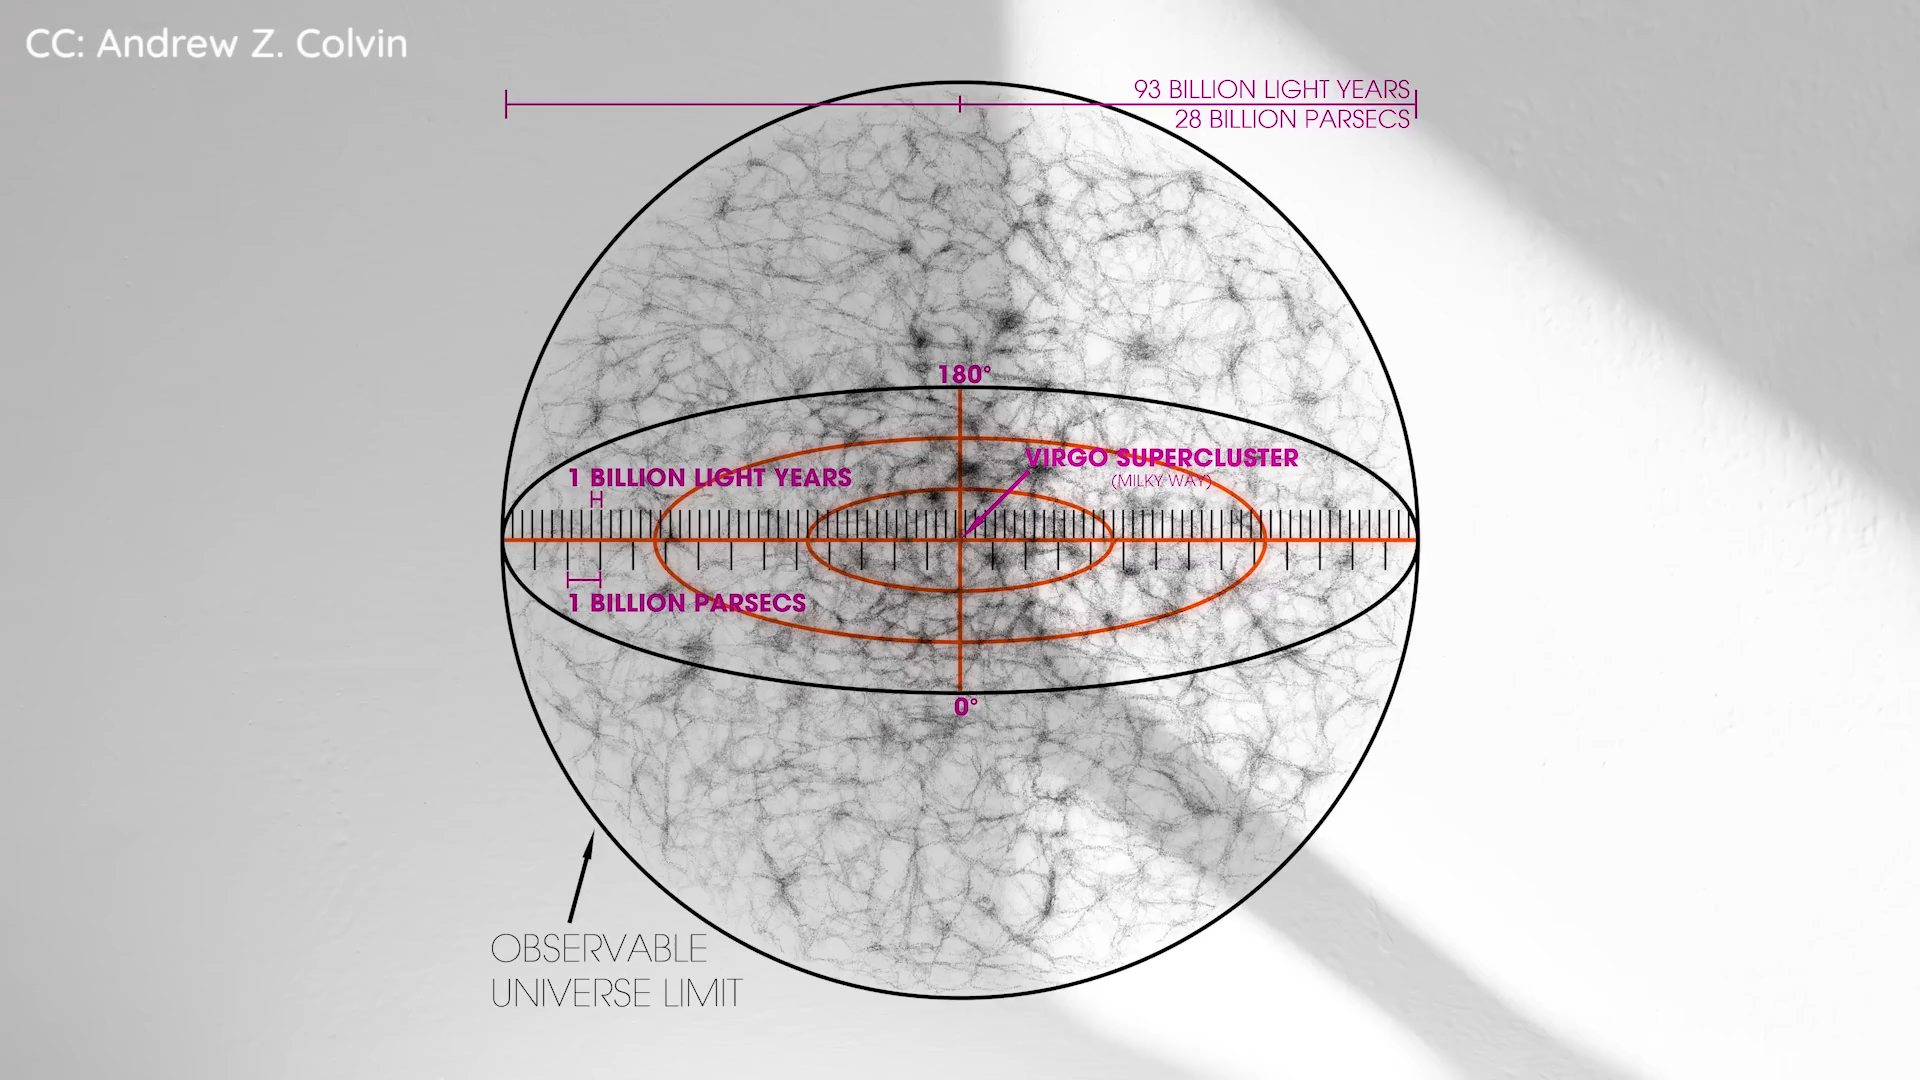 CC: Andrew Z. Colvin
93 BILLION LIGHT YEARS
28 BILLION PARSECS
180°
VIRGO SUPERCLUSTER
(MILKY WAY)
1 BILLION LIGHT YEARS
1 BILLION PARSECS
0°
OBSERVABLE
UNIVERSE LIMIT